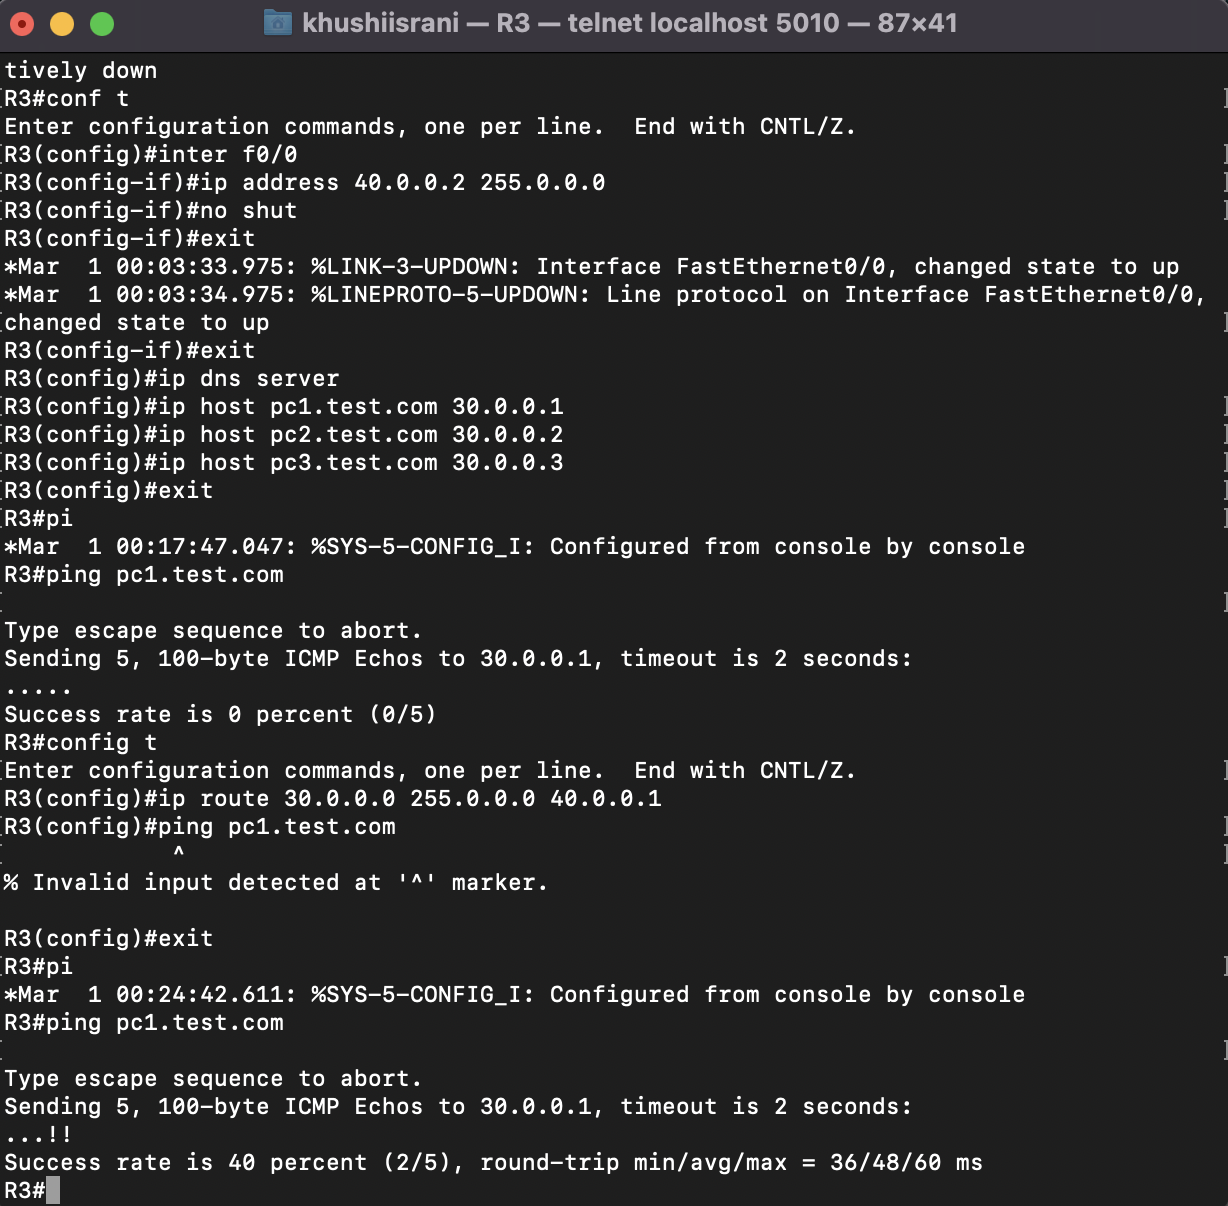 khushiisrani — R3 — telnet localhost 5010 — 87×41
tively down
R3#conf t
Enter configuration commands, one per line.  End with CNTL/Z.
R3(config)#inter f0/0
R3(config-if)#ip address 40.0.0.2 255.0.0.0
R3(config-if)#no shut
R3(config-if)#exit
*Mar  1 00:03:33.975: %LINK-3-UPDOWN: Interface FastEthernet0/0, changed state to up
*Mar  1 00:03:34.975: %LINEPROTO-5-UPDOWN: Line protocol on Interface FastEthernet0/0,
changed state to up
R3(config-if)#exit
R3(config)#ip dns server
R3(config)#ip host pc1.test.com 30.0.0.1
R3(config)#ip host pc2.test.com 30.0.0.2
R3(config)#ip host pc3.test.com 30.0.0.3
R3(config)#exit
R3#pi
*Mar  1 00:17:47.047: %SYS-5-CONFIG_I: Configured from console by console
R3#ping pc1.test.com
Type escape sequence to abort.
Sending 5, 100-byte ICMP Echos to 30.0.0.1, timeout is 2 seconds:
.....
Success rate is 0 percent (0/5)
R3#config t
Enter configuration commands, one per line.  End with CNTL/Z.
R3(config)#ip route 30.0.0.0 255.0.0.0 40.0.0.1
R3(config)#ping pc1.test.com
            ^
% Invalid input detected at '^' marker.
R3(config)#exit
R3#pi
*Mar  1 00:24:42.611: %SYS-5-CONFIG_I: Configured from console by console
R3#ping pc1.test.com
Type escape sequence to abort.
Sending 5, 100-byte ICMP Echos to 30.0.0.1, timeout is 2 seconds:
...!!
Success rate is 40 percent (2/5), round-trip min/avg/max = 36/48/60 ms
R3#